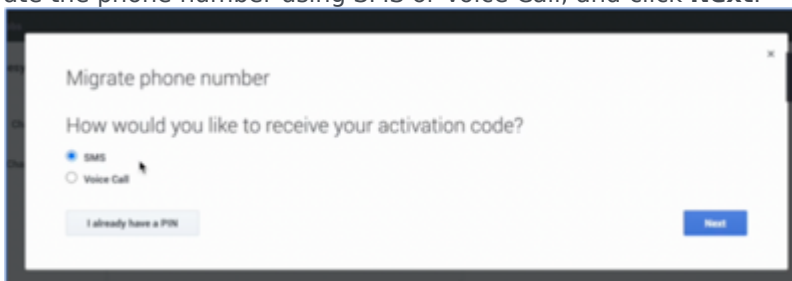 ate the phone number using SMS or Voice Call, and click Next.
×
Migrate phone number
How would you like to receive your activation code?
SMS
Voice Call
I already have a PIN
Next